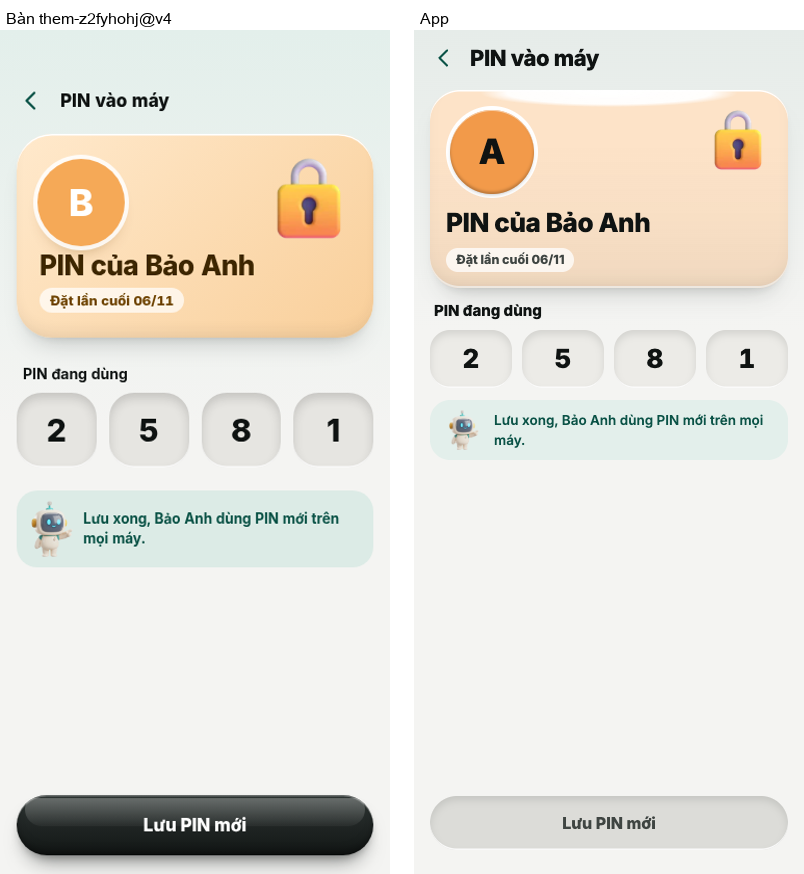 Bản them-z2fyhohj@v4
PIN vào máy
B
PIN của Bảo Anh
Đặt lần cuối 06/11
PIN đang dùng
2 5 8 1
Lưu xong, Bảo Anh dùng PIN mới trên
mọi máy.
Lưu PIN mới
App
PIN vào máy
A
PIN của Bảo Anh
Đặt lần cuối 06/11
PIN đang dùng
2 5 8 1
Lưu xong, Bảo Anh dùng PIN mới trên mọi
máy.
Lưu PIN mới